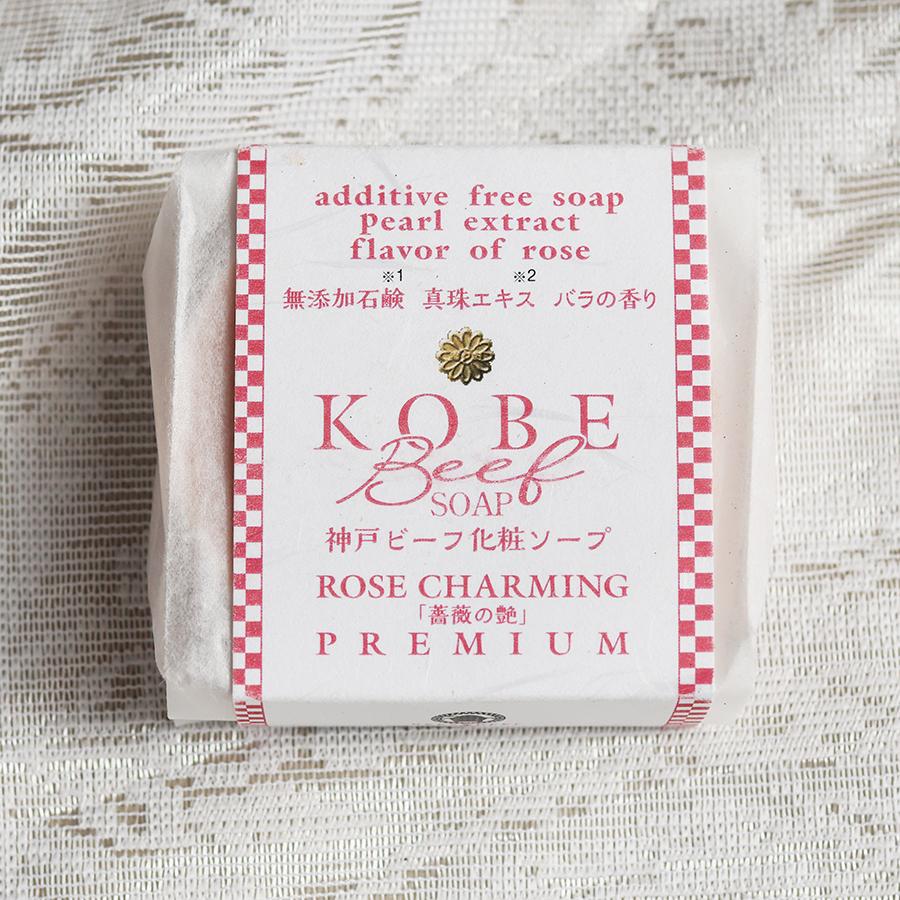 additive free soap
pearl extract
flavor of rose
※1 ※2
無添加石鹸 真珠エキス バラの香り
KOBE
Beef
SOAP
神戸ビーフ化粧ソープ
ROSE CHARMING
「薔薇の艶」
PREMIUM